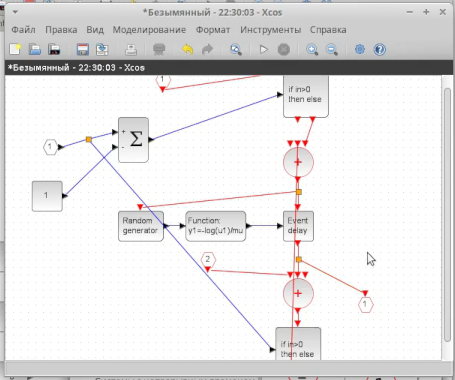 *Безымянный - 22:30:03 - Xcos
Файл Правка Вид Моделирование Формат Инструменты Справка
*Безымянный - 22:30:03 - Xcos
1
if in>0
then else
1
+
-
Σ
+
1
Random
generator
Function:
y1=-log(u1)/mu
Event
delay
2
+
1
if in>0
then else